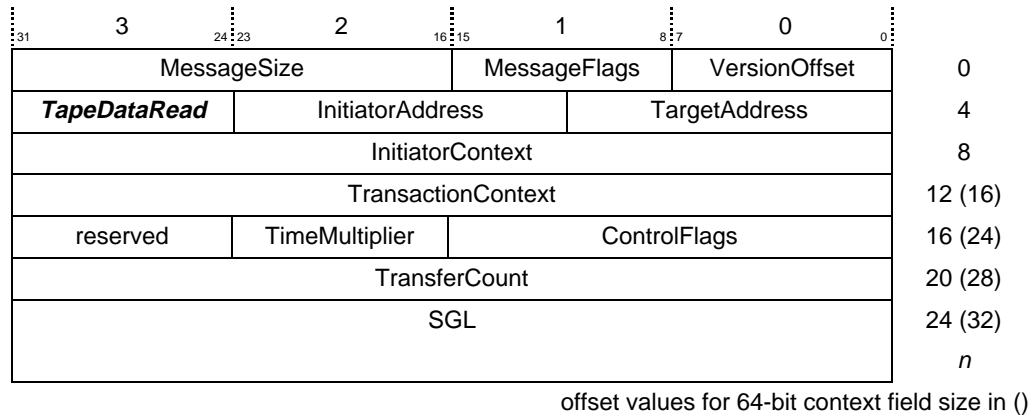 3 2 1 0
31 24 23 16 15 8 7 0
MessageSize MessageFlags VersionOffset 0
TapeDataRead InitiatorAddress TargetAddress 4
InitiatorContext 8
TransactionContext 12 (16)
reserved TimeMultiplier ControlFlags 16 (24)
TransferCount 20 (28)
SGL 24 (32)
n
offset values for 64-bit context field size in ()